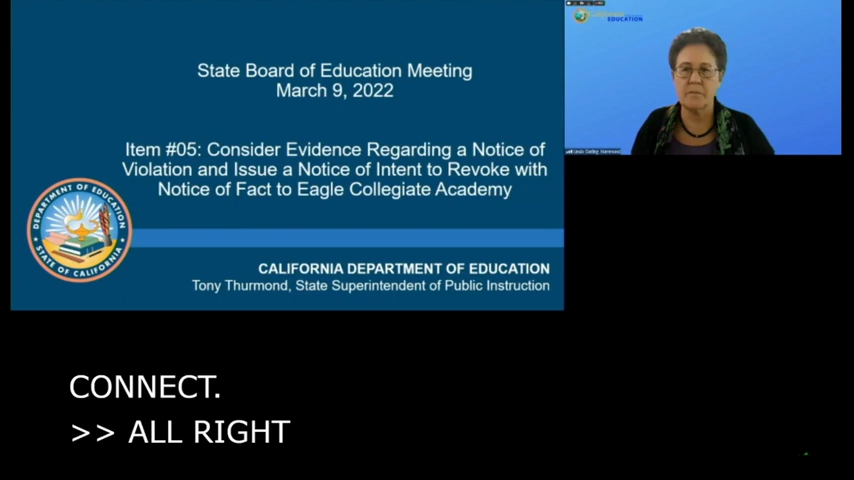 State Board of Education Meeting
March 9, 2022
Item #05: Consider Evidence Regarding a Notice of
Violation and Issue a Notice of Intent to Revoke with
Notice of Fact to Eagle Collegiate Academy
DEPARTMENT OF EDUCATION
STATE OF CALIFORNIA
CALIFORNIA DEPARTMENT OF EDUCATION
Tony Thurmond, State Superintendent of Public Instruction
EDUCATION
CONNECT.
>> ALL RIGHT